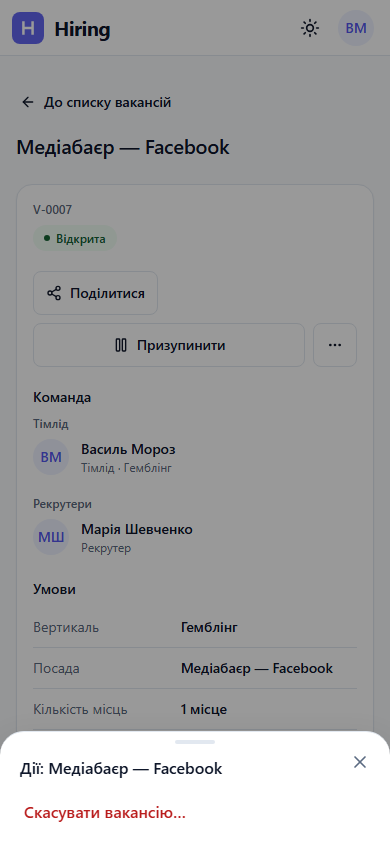 H Hiring
ВМ
До списку вакансій
Медіабаєр — Facebook
V-0007
Відкрита
Поділитися
Призупинити
Команда
Тімлід
ВМ
Василь Мороз
Тімлід · Гемблінг
Рекрутери
МШ
Марія Шевченко
Рекрутер
Умови
Вертикаль Гемблінг
Посада Медіабаєр — Facebook
Кількість місць 1 місце
Дії: Медіабаєр — Facebook
Скасувати вакансію...